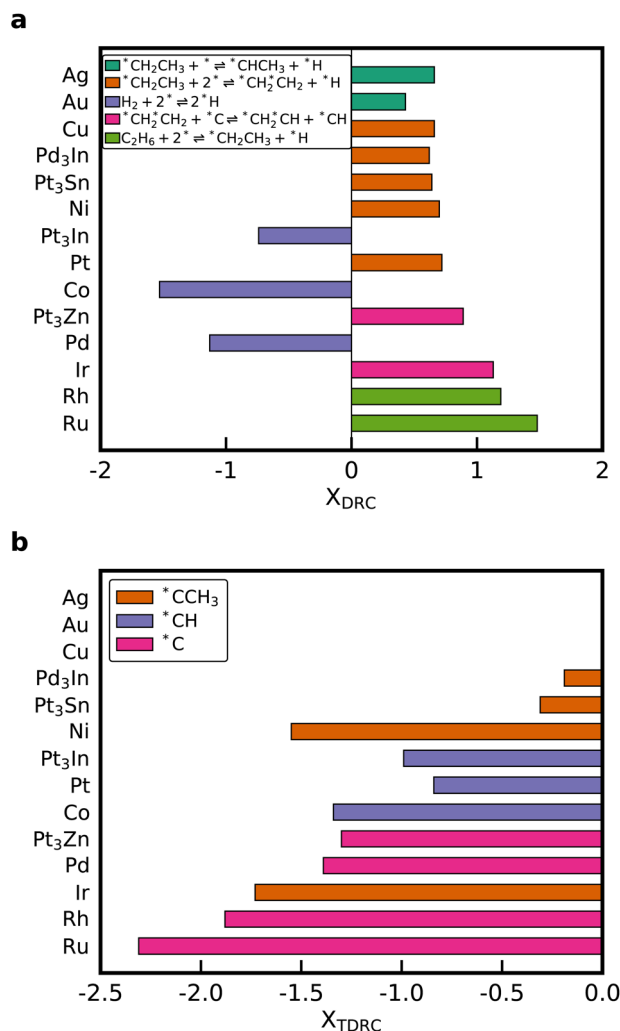 a
*CH₂CH₃ + * ⇌ *CHCH₃ + *H
*CH₂CH₃ + 2* ⇌ *CH₂*CH₂ + *H
H₂ + 2* ⇌ 2*H
*CH₂*CH₂ + *C ⇌ *CH₂*CH + *CH
C₂H₆ + 2* ⇌ *CH₂CH₃ + *H
Ag
Au
Cu
Pd₃In
Pt₃Sn
Ni
Pt₃In
Pt
Co
Pt₃Zn
Pd
Ir
Rh
Ru
-2 -1 0 1 2
X_DRC
b
*CCH₃
*CH
*C
Ag
Au
Cu
Pd₃In
Pt₃Sn
Ni
Pt₃In
Pt
Co
Pt₃Zn
Pd
Ir
Rh
Ru
-2.5 -2.0 -1.5 -1.0 -0.5 0.0
X_TDRC